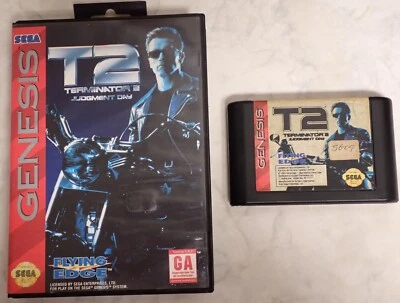 SEGA
GENESIS
T2
TERMINATOR 2
JUDGMENT DAY
FLYING
EDGE
LICENSED BY SEGA ENTERPRISES, LTD.
FOR PLAY ON THE SEGA GENESIS™ SYSTEM.
GA
SEGA
GENESIS
T2
TERMINATOR 2
JUDGMENT DAY
FLYING
EDGE
SEGA